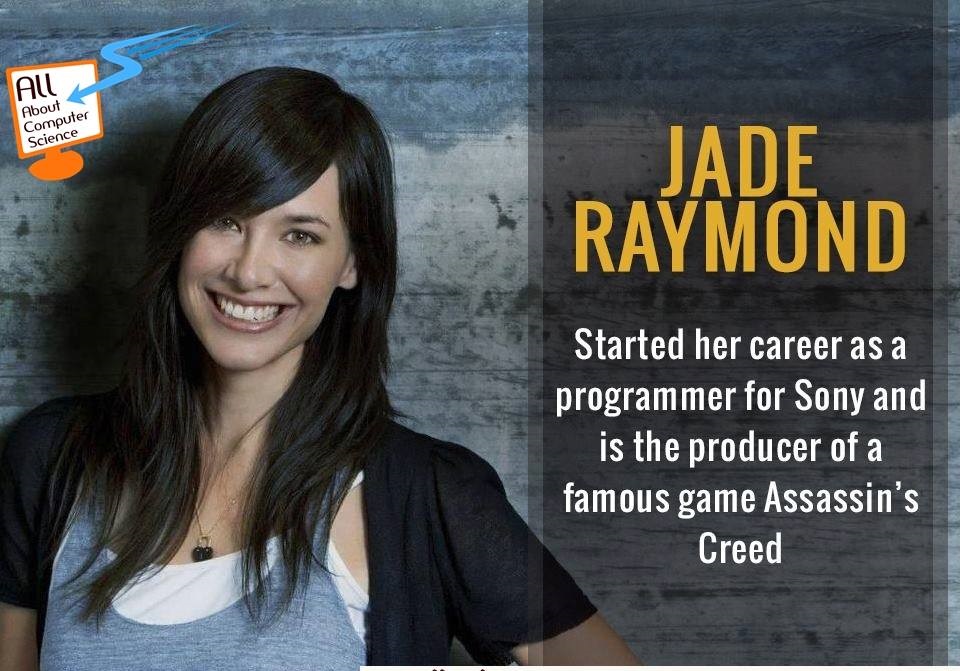 All
About
Computer
Science
JADE
RAYMOND
Started her career as a
programmer for Sony and
is the producer of a
famous game Assassin’s
Creed